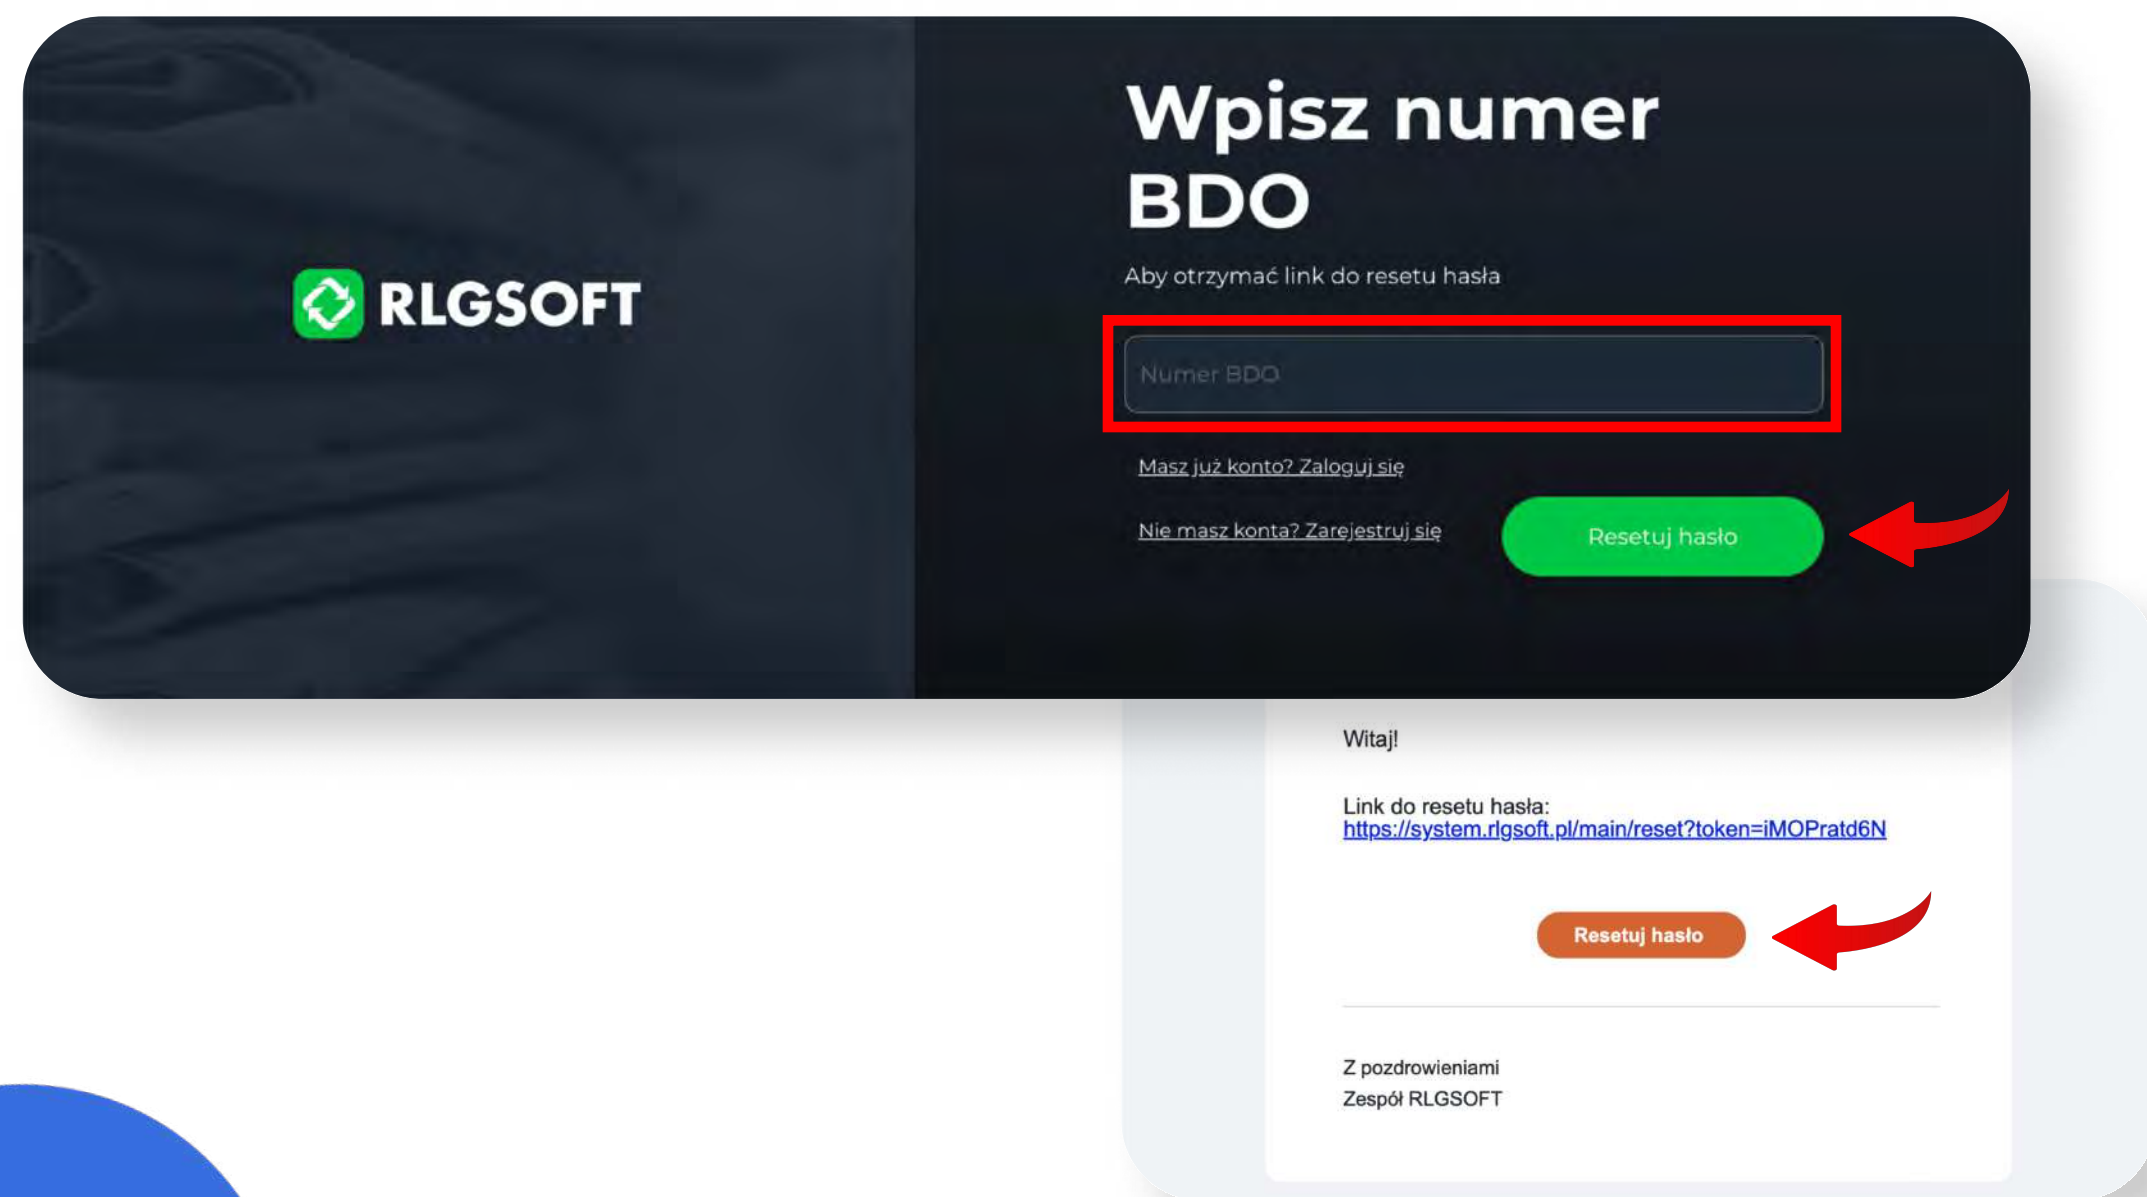 RLGSOFT
Wpisz numer
BDO
Aby otrzymać link do resetu hasła
Numer BDO
Masz już konto? Zaloguj się
Nie masz konta? Zarejestruj się
Resetuj hasło
Witaj!
Link do resetu hasła:
https://system.rlgsoft.pl/main/reset?token=iMOPratd6N
Resetuj hasło
Z pozdrowieniami
Zespół RLGSOFT